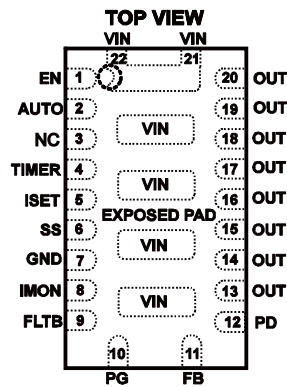 TOP VIEW
VIN VIN
22 21
EN 1 20 OUT
AUTO 2 19 OUT
NC 3 VIN 18 OUT
TIMER 4 17 OUT
ISET 5 VIN 16 OUT
EXPOSED PAD
SS 6 15 OUT
GND 7 VIN 14 OUT
IMON 8 VIN 13 OUT
FLTB 9 12 PD
10 11
PG FB